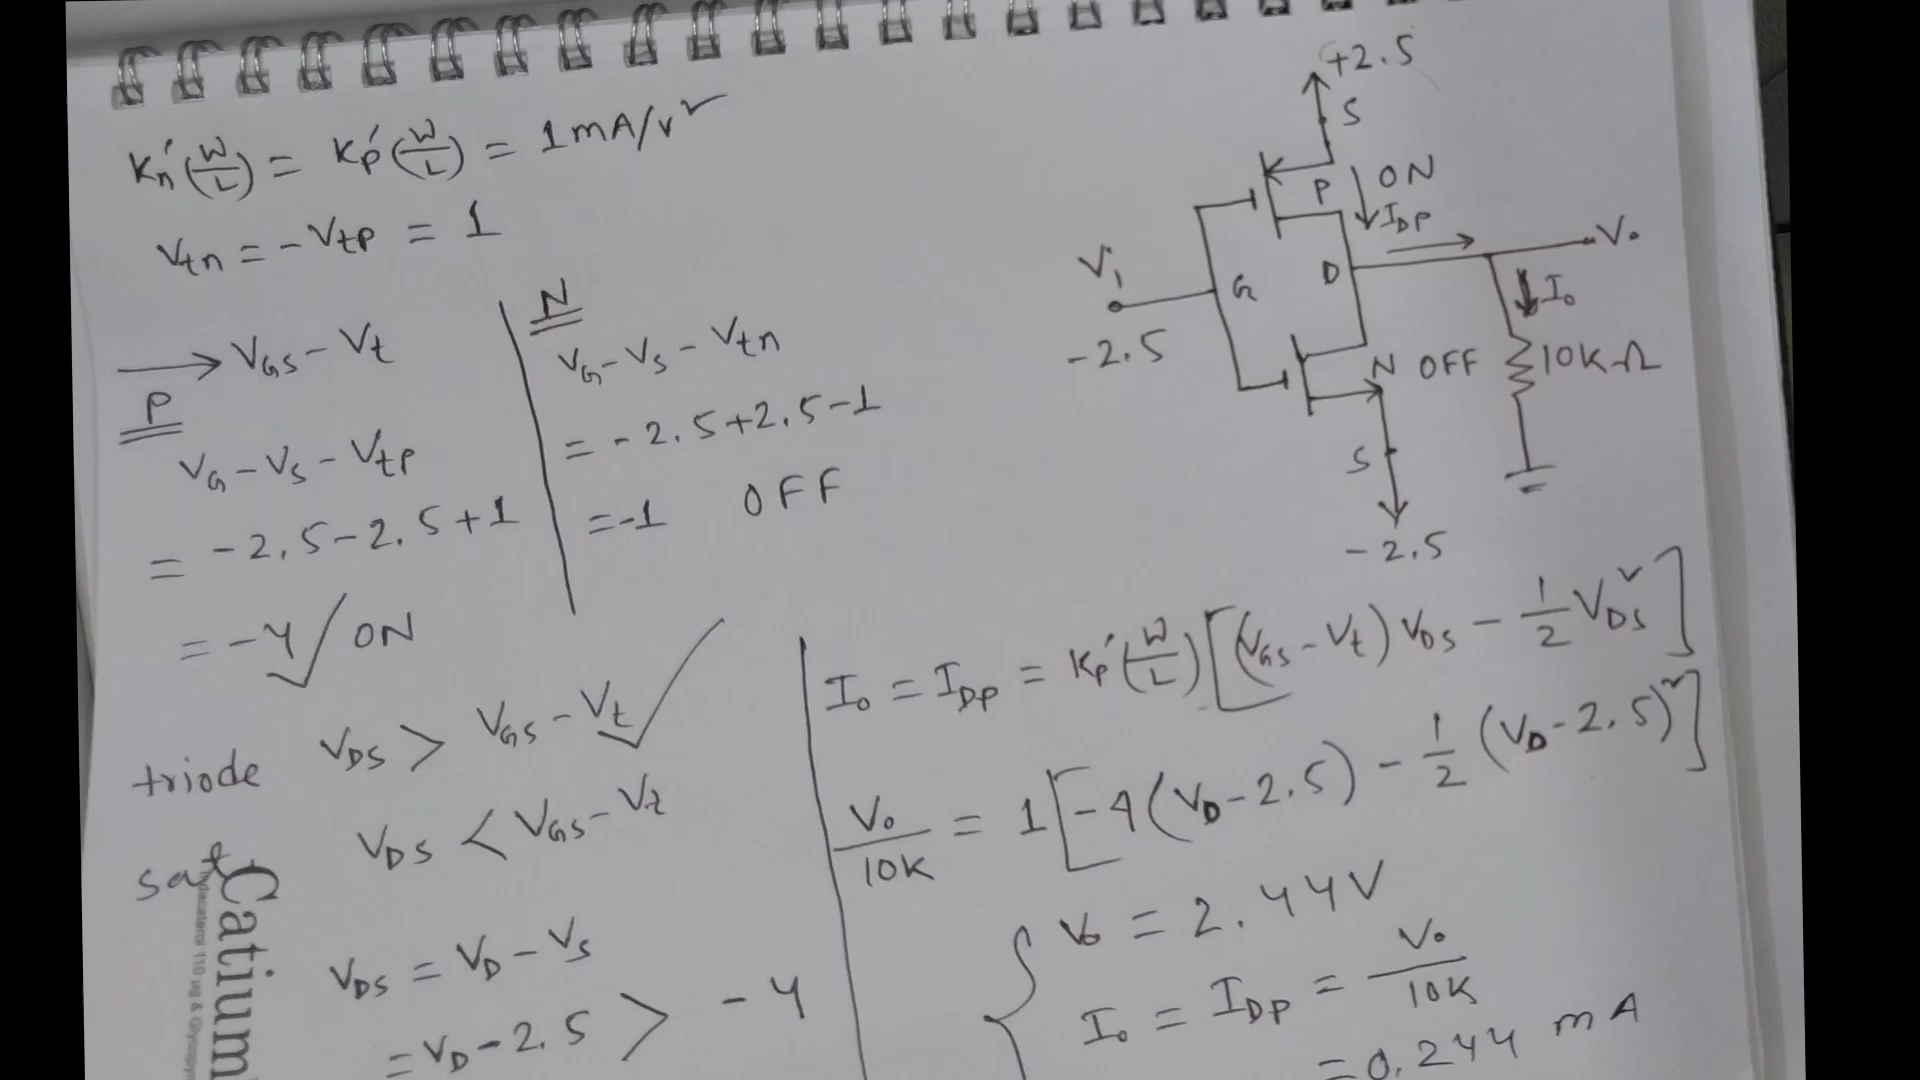 Kn'(W/L) = Kp'(W/L) = 1mA/v²
Vtn = -Vtp = 1
→ VGS - Vt
P
VG - VS - Vtp
= -2.5-2.5+1
= -4 ON
N
VG - VS - Vtn
= -2.5+2.5-1
= -1 OFF
triode VDS > VGS - Vt
sat VDS < VGS - Vt
VDS = VD - VS
= VD - 2.5 > -4
+2.5
S
P ON
IDP
Vo
V1
G
D
Io
-2.5
N OFF
10KΩ
S
-2.5
Io = IDP = Kp'(W/L)[(VGS - Vt) VDS - 1/2 VDS²]
Vo/10K = 1[-4(VD-2.5) - 1/2 (VD-2.5)²]
Vo = 2.44V
Io = IDP = Vo/10K
= 0.244 mA
Catium